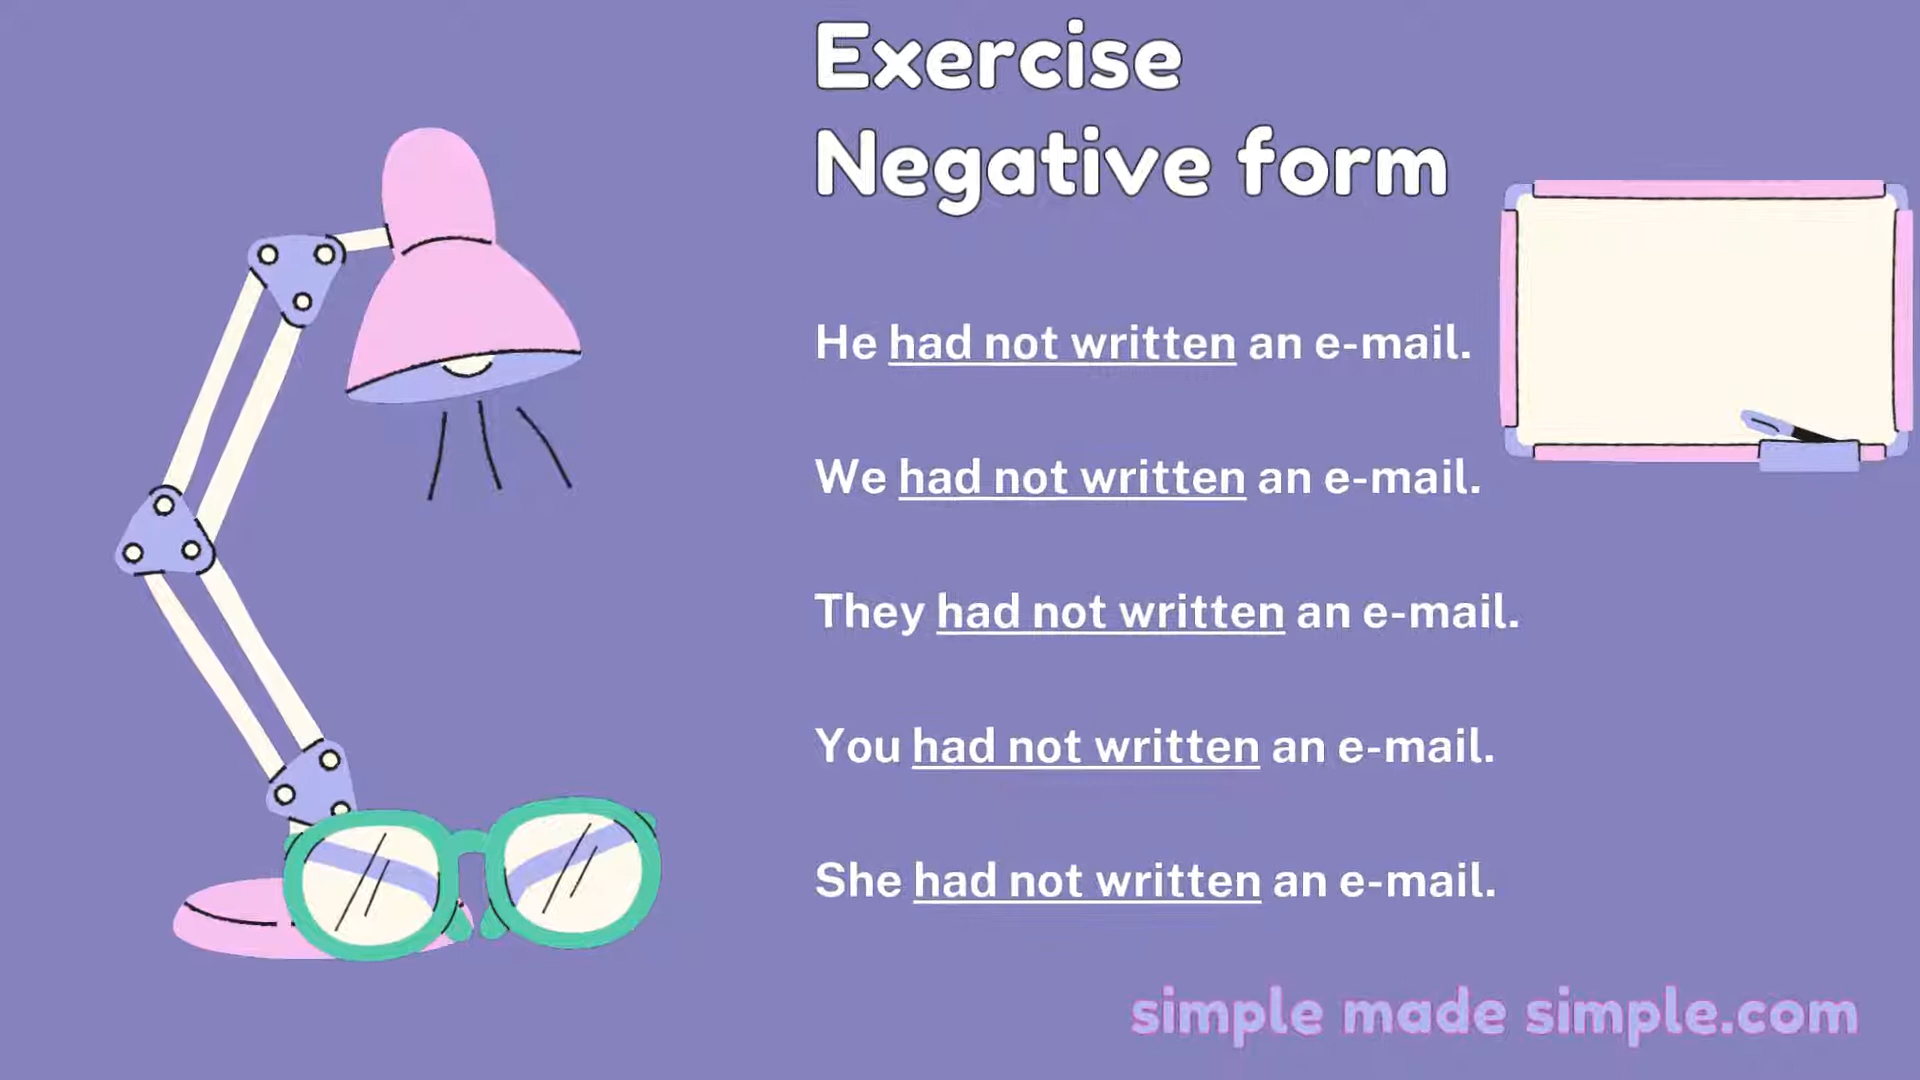 Exercise
Negative form
He had not written an e-mail.
We had not written an e-mail.
They had not written an e-mail.
You had not written an e-mail.
She had not written an e-mail.
simple made simple.com